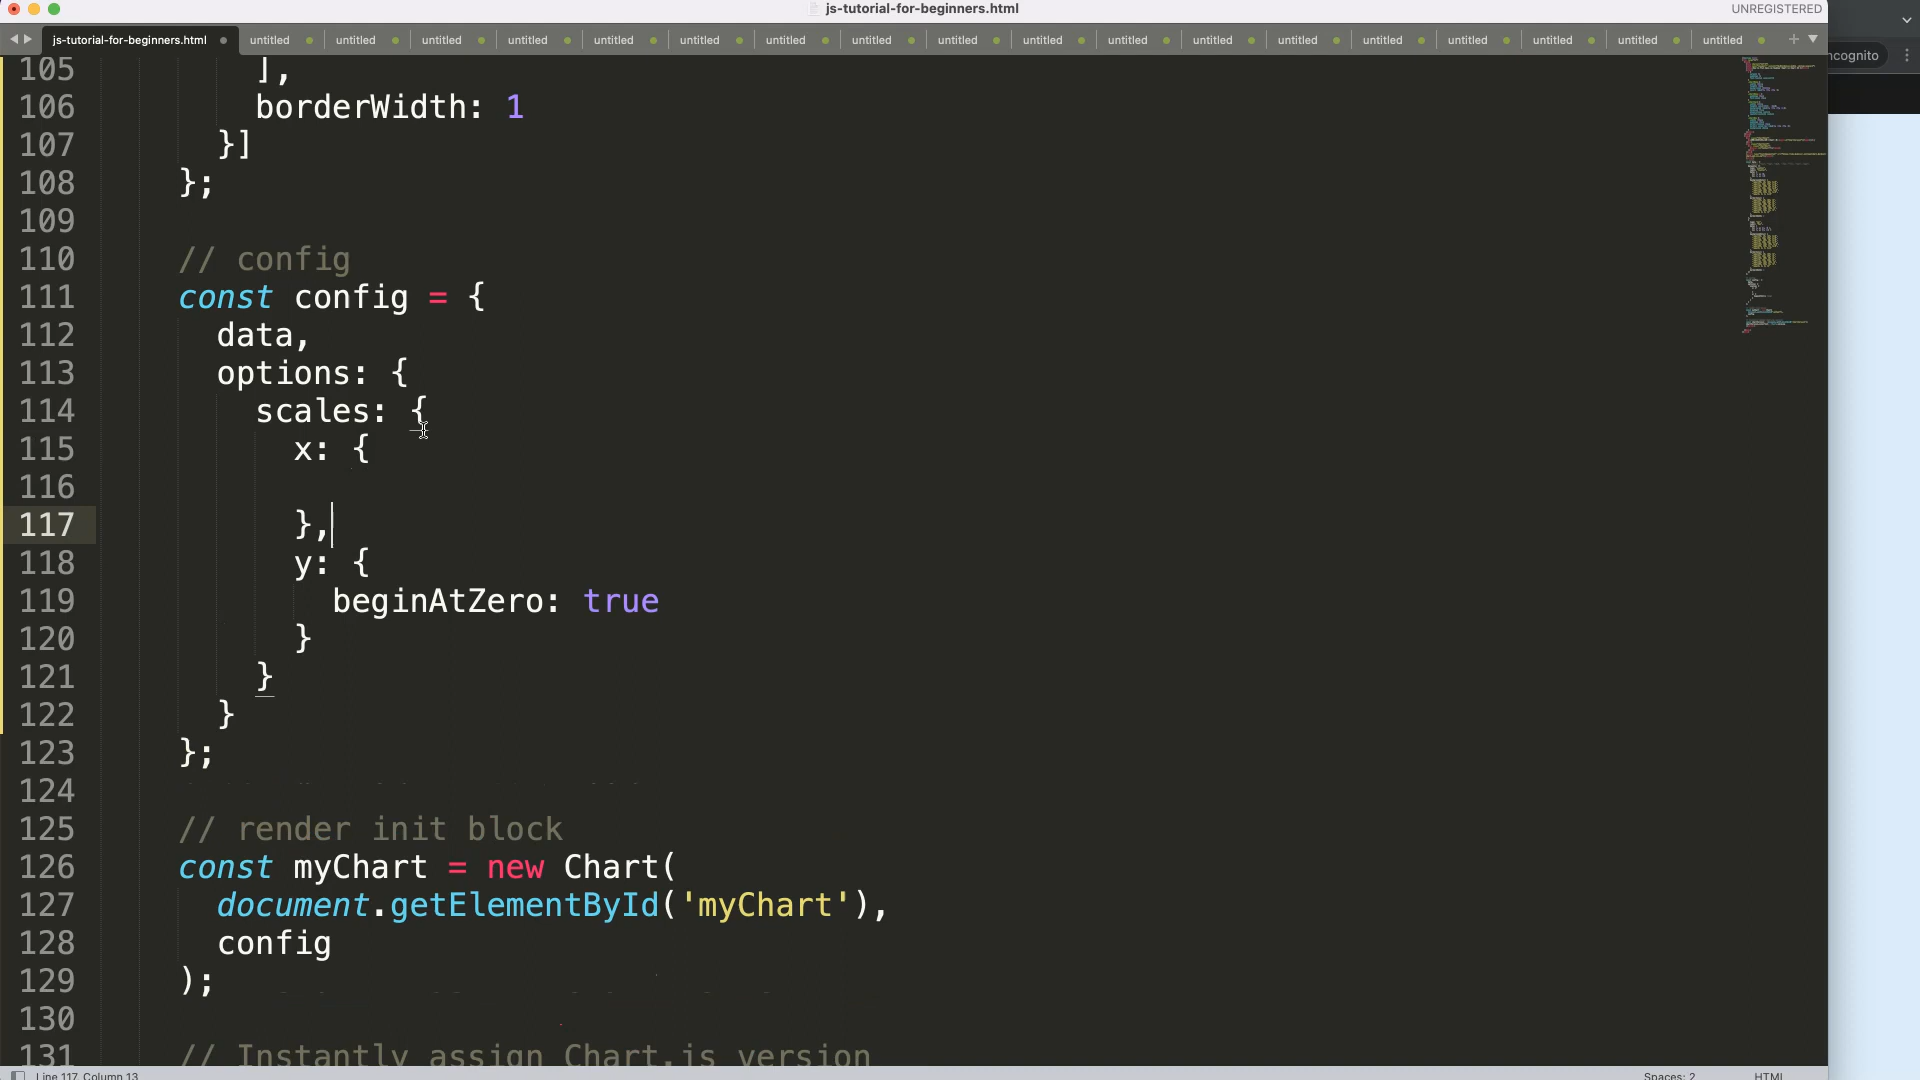 js-tutorial-for-beginners.html
UNREGISTERED
js-tutorial-for-beginners.html untitled untitled untitled untitled untitled untitled untitled untitled untitled untitled untitled untitled untitled untitled untitled untitled untitled untitled
ncognito
105 ],
106 borderWidth: 1
107 }]
108 };
109
110 // config
111 const config = {
112 data,
113 options: {
114 scales: {
115 x: {
116
117 },
118 y: {
119 beginAtZero: true
120 }
121 }
122 }
123 };
124
125 // render init block
126 const myChart = new Chart(
127 document.getElementById('myChart'),
128 config
129 );
130
131 // Instantly assign Chart.js version
Line 117, Column 13
Spaces: 2
HTML